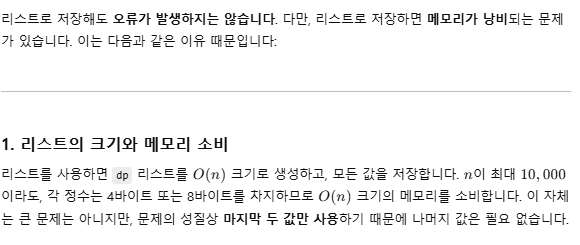 리스트로 저장해도 오류가 발생하지는 않습니다. 다만, 리스트로 저장하면 메모리가 낭비되는 문제
가 있습니다. 이는 다음과 같은 이유 때문입니다:
1. 리스트의 크기와 메모리 소비
리스트를 사용하면 dp 리스트를 O(n) 크기로 생성하고, 모든 값을 저장합니다. n이 최대 10,000
이라도, 각 정수는 4바이트 또는 8바이트를 차지하므로 O(n) 크기의 메모리를 소비합니다. 이 자체
는 큰 문제는 아니지만, 문제의 성질상 마지막 두 값만 사용하기 때문에 나머지 값은 필요 없습니다.